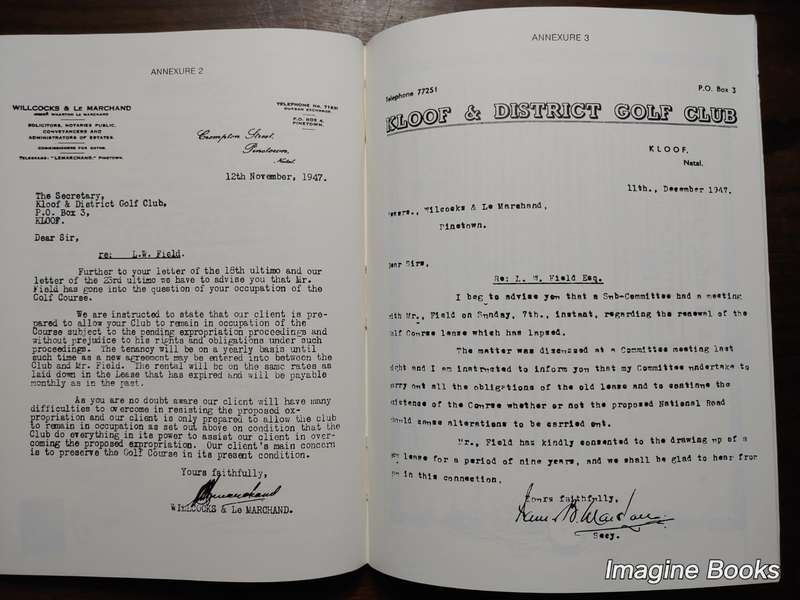 ANNEXURE 2
WILLCOCKS & LE MARCHAND
SOLICITORS, NOTARIES PUBLIC,
CONVEYANCERS AND
ADMINISTRATORS OF ESTATES.
COMMISSIONERS FOR OATHS.
TELEGRAMS: "LEMARCHAND," PINETOWN.
P.O. BOX 4,
PINETOWN.
Crompton Street,
Pinetown,
Natal.
12th November, 1947.
The Secretary,
Kloof & District Golf Club,
P.O. Box 3,
KLOOF.
Dear Sir,
re: L.W. Field.
Further to your letter of the 18th ultimo and our
letter of the 23rd ultimo we have to advise you that Mr.
Field has gone into the question of your occupation of the
Golf Course.
We are instructed to state that our client is pre-
pared to allow your Club to remain in occupation of the
Course subject to the pending expropriation proceedings and
without prejudice to his rights and obligations under such
proceedings. The tenancy will be on a yearly basis until
such time as a new agreement may be entered into between the
Club and Mr. Field. The rental will be on the same rates as
laid down in the Lease that has expired and will be payable
monthly as in the past.
As you are no doubt aware our client will have many
difficulties to overcome in resisting the proposed ex-
propriation and our client is only prepared to allow the club
to remain in occupation as set out above on condition that the
Club do everything in its power to assist our client in over-
coming the proposed expropriation. Our client's main concern
is to preserve the Golf Course in its present condition.
Yours faithfully,
WILLCOCKS & Le MARCHAND.
ANNEXURE 3
Telephone 77251
P.O. Box 3
KLOOF & DISTRICT GOLF CLUB
KLOOF,
Natal.
11th., December 1947.
Wilcocks & Le Marchand,
Pinetown.
Dear Sirs,
Re: L. W. Field Esq.
I beg to advise you that a Sub-Committee had a meeting
with Mr., Field on Sunday, 7th., instant, regarding the renewal of the
Golf Course lease which has lapsed.
The matter was discussed at a Committee meeting last
night and I am instructed to inform you that my Committee undertake to
carry out all the obligations of the old lease and to continue the
existence of the Course whether or not the proposed National Road
should cause alterations to be carried out.
Mr., Field has kindly consented to the drawing up of a
new lease for a period of nine years, and we shall be glad to hear from
you in this connection.
Yours faithfully,
Secy.
Imagine Books